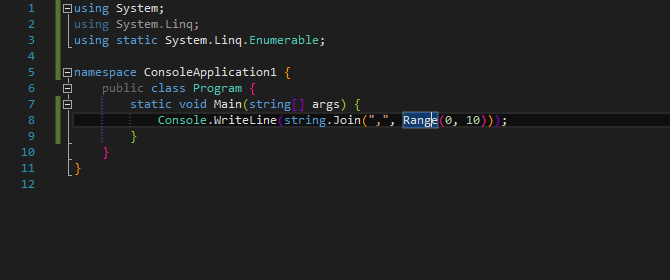 1 using System;
2 using System.Linq;
3 using static System.Linq.Enumerable;
4
5 namespace ConsoleApplication1 {
6 public class Program {
7 static void Main(string[] args) {
8 Console.WriteLine(string.Join(",", Range(0, 10)));
9 }
10 }
11 }
12